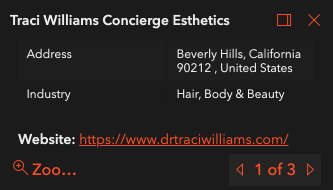 Traci Williams Concierge Esthetics
Address Beverly Hills, California
90212 , United States
Industry Hair, Body & Beauty
Website: https://www.drtraciwilliams.com/
Zoo... 1 of 3